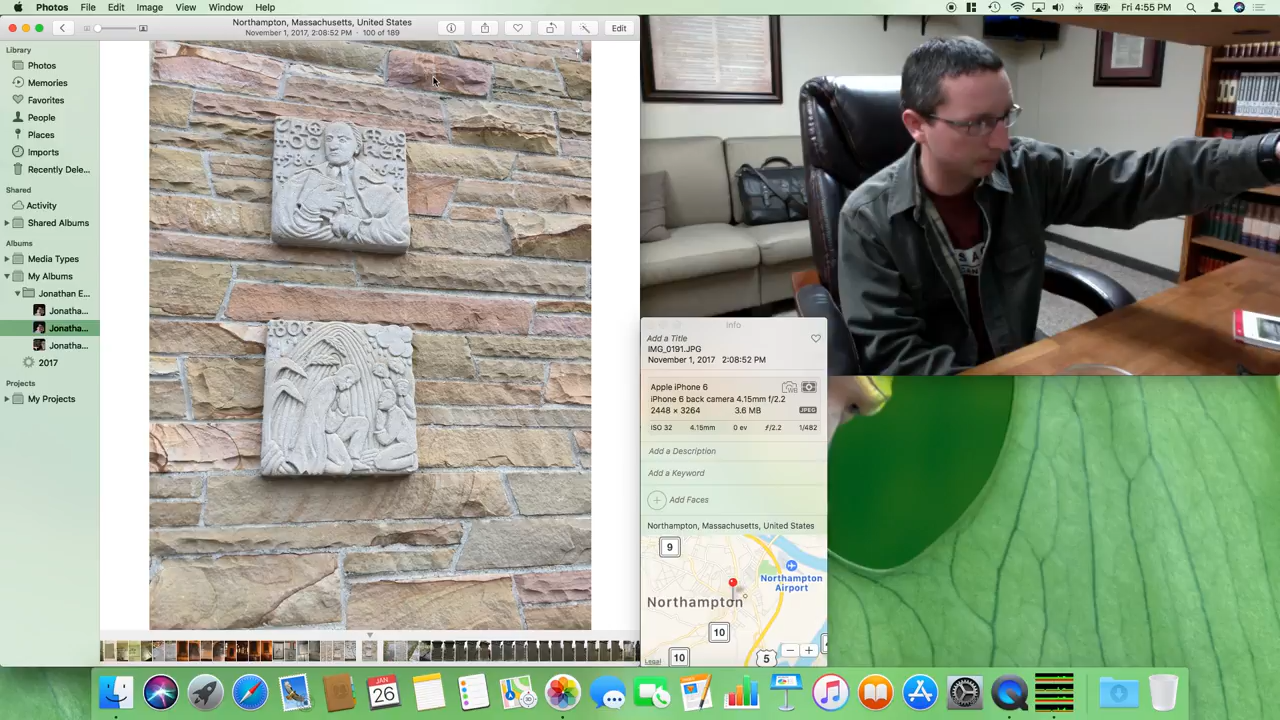 Photos File Edit Image View Window Help
Fri 4:55 PM
Northampton, Massachusetts, United States
November 1, 2017, 2:08:52 PM · 100 of 189
Edit
Library
Photos
Memories
Favorites
People
Places
Imports
Recently Dele...
Shared
Activity
Shared Albums
Albums
Media Types
My Albums
Jonathan E...
Jonatha...
Jonatha...
Jonatha...
2017
Projects
My Projects
1586
1806
Info
Add a Title
IMG_0191.JPG
November 1, 2017 2:08:52 PM
Apple iPhone 6
iPhone 6 back camera 4.15mm f/2.2
2448 × 3264 3.6 MB JPEG
ISO 32 4.15mm 0 ev ƒ/2.2 1/482
Add a Description
Add a Keyword
Add Faces
Northampton, Massachusetts, United States
9
Northampton
Airport
Northampton
10
10
5
Legal
JAN
26